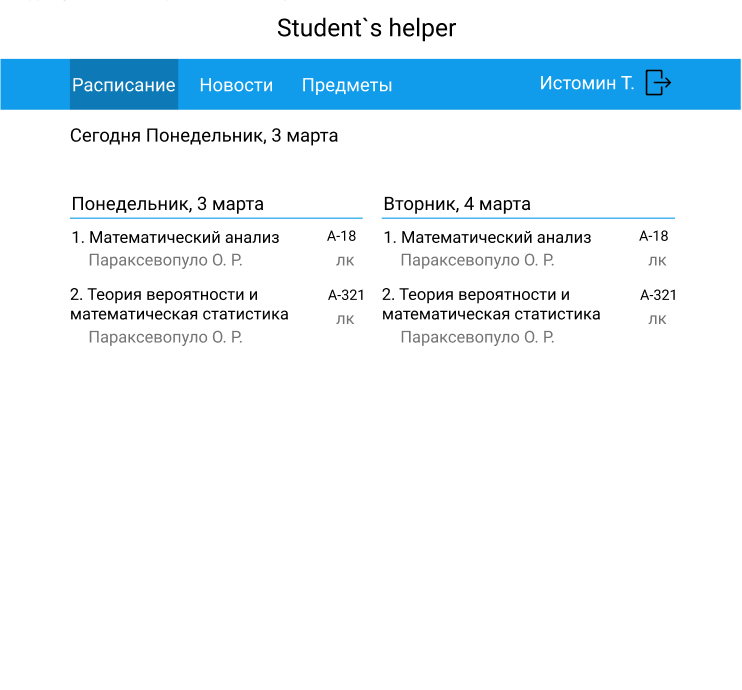 Student`s helper
Расписание Новости Предметы Истомин Т.
Сегодня Понедельник, 3 марта
Понедельник, 3 марта
1. Математический анализ А-18
Параксевопуло О. Р. лк
2. Теория вероятности и А-321
математическая статистика лк
Параксевопуло О. Р.
Вторник, 4 марта
1. Математический анализ А-18
Параксевопуло О. Р. лк
2. Теория вероятности и А-321
математическая статистика лк
Параксевопуло О. Р.